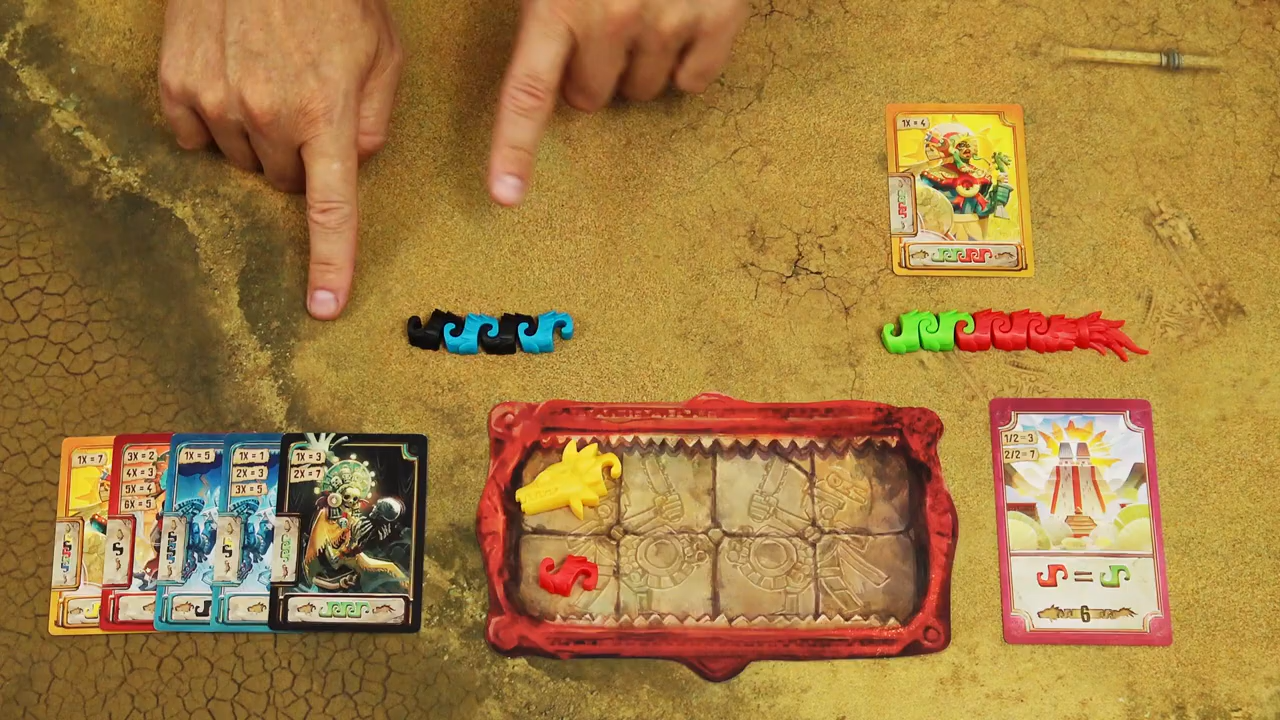 1X = 4
1X = 7
3X = 2
4X = 3
5X = 4
6X = 5
1X = 5
1X = 1
2X = 3
3X = 5
1X = 3
2X = 7
1/2 = 3
2/2 = 7
=
6